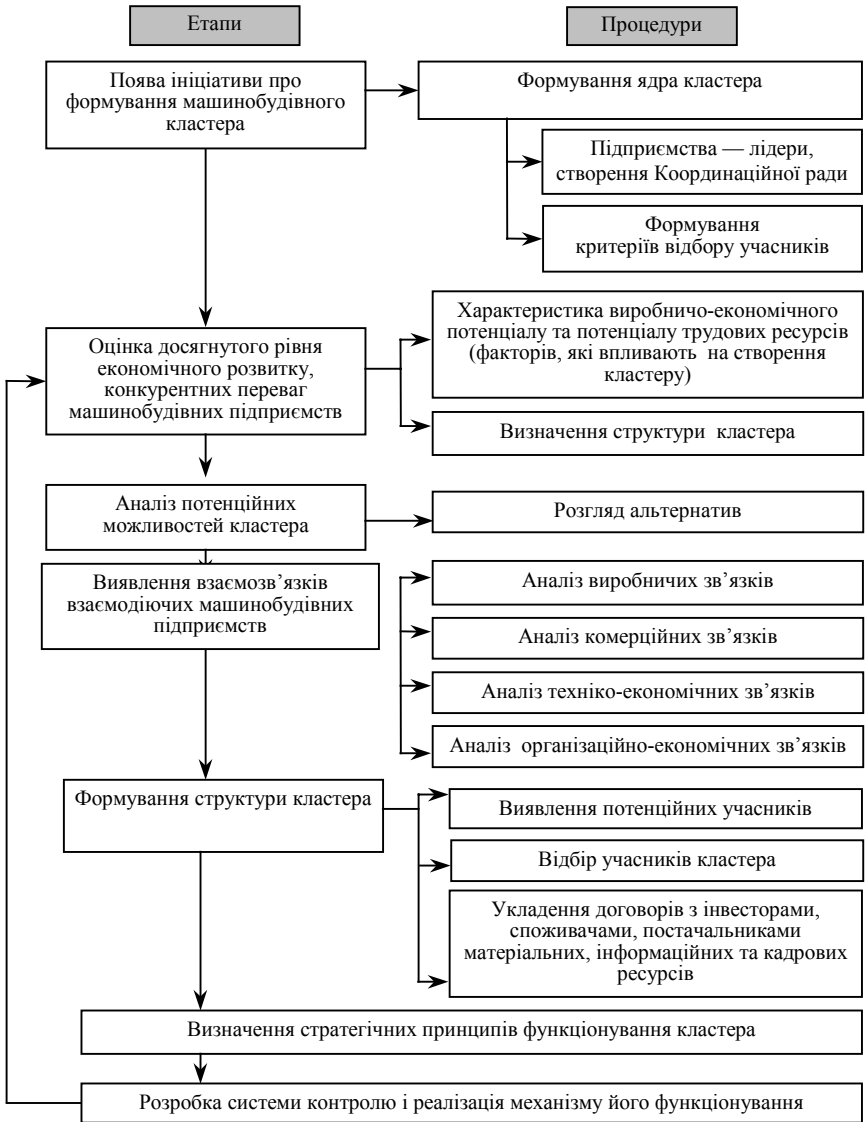 Етапи
Процедури
Поява ініціативи про
формування машинобудівного
кластера
Формування ядра кластера
Підприємства — лідери,
створення Координаційної ради
Формування
критеріїв відбору учасників
Оцінка досягнутого рівня
економічного розвитку,
конкурентних переваг
машинобудівних підприємств
Характеристика виробничо-економічного
потенціалу та потенціалу трудових ресурсів
(факторів, які впливають на створення
кластеру)
Визначення структури кластера
Аналіз потенційних
можливостей кластера
Розгляд альтернатив
Виявлення взаємозв’язків
взаємодіючих машинобудівних
підприємств
Аналіз виробничих зв’язків
Аналіз комерційних зв’язків
Аналіз техніко-економічних зв’язків
Аналіз організаційно-економічних зв’язків
Формування структури кластера
Виявлення потенційних учасників
Відбір учасників кластера
Укладення договорів з інвесторами,
споживачами, постачальниками
матеріальних, інформаційних та кадрових
ресурсів
Визначення стратегічних принципів функціонування кластера
Розробка системи контролю і реалізація механізму його функціонування